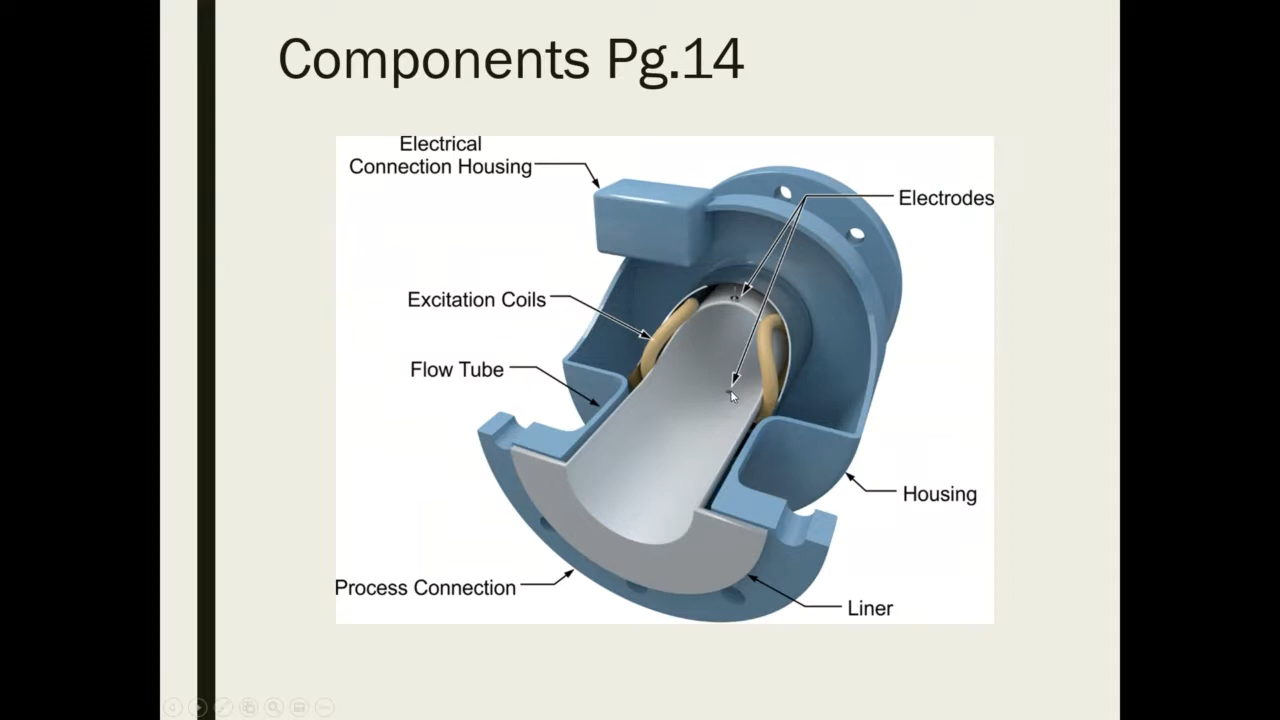 Components Pg.14
Electrical
Connection Housing
Electrodes
Excitation Coils
Flow Tube
Housing
Process Connection
Liner